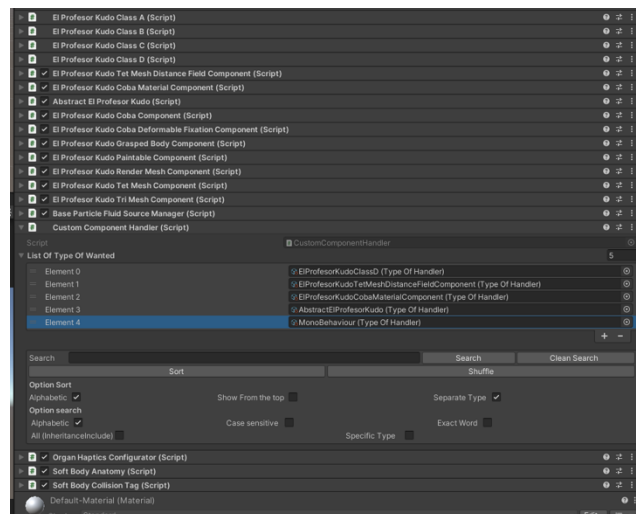 El Profesor Kudo Class A (Script)
El Profesor Kudo Class B (Script)
El Profesor Kudo Class C (Script)
El Profesor Kudo Class D (Script)
El Profesor Kudo Tet Mesh Distance Field Component (Script)
El Profesor Kudo Coba Material Component (Script)
Abstract El Profesor Kudo (Script)
El Profesor Kudo Coba Component (Script)
El Profesor Kudo Coba Deformable Fixation Component (Script)
El Profesor Kudo Grasped Body Component (Script)
El Profesor Kudo Paintable Component (Script)
El Profesor Kudo Render Mesh Component (Script)
El Profesor Kudo Tet Mesh Component (Script)
El Profesor Kudo Tri Mesh Component (Script)
Base Particle Fluid Source Manager (Script)
Custom Component Handler (Script)
Script CustomComponentHandler
List Of Type Of Wanted 5
Element 0 ElProfesorKudoClassD (Type Of Handler)
Element 1 ElProfesorKudoTetMeshDistanceFieldComponent (Type Of Handler)
Element 2 ElProfesorKudoCobaMaterialComponent (Type Of Handler)
Element 3 AbstractElProfesorKudo (Type Of Handler)
Element 4 MonoBehaviour (Type Of Handler)
+ -
Search Search Clean Search
Sort Shuffle
Option Sort
Alphabetic Show From the top Separate Type
Option search
Alphabetic Case sensitive Exact Word
All (InheritanceInclude) Specific Type
Organ Haptics Configurator (Script)
Soft Body Anatomy (Script)
Soft Body Collision Tag (Script)
Default-Material (Material)